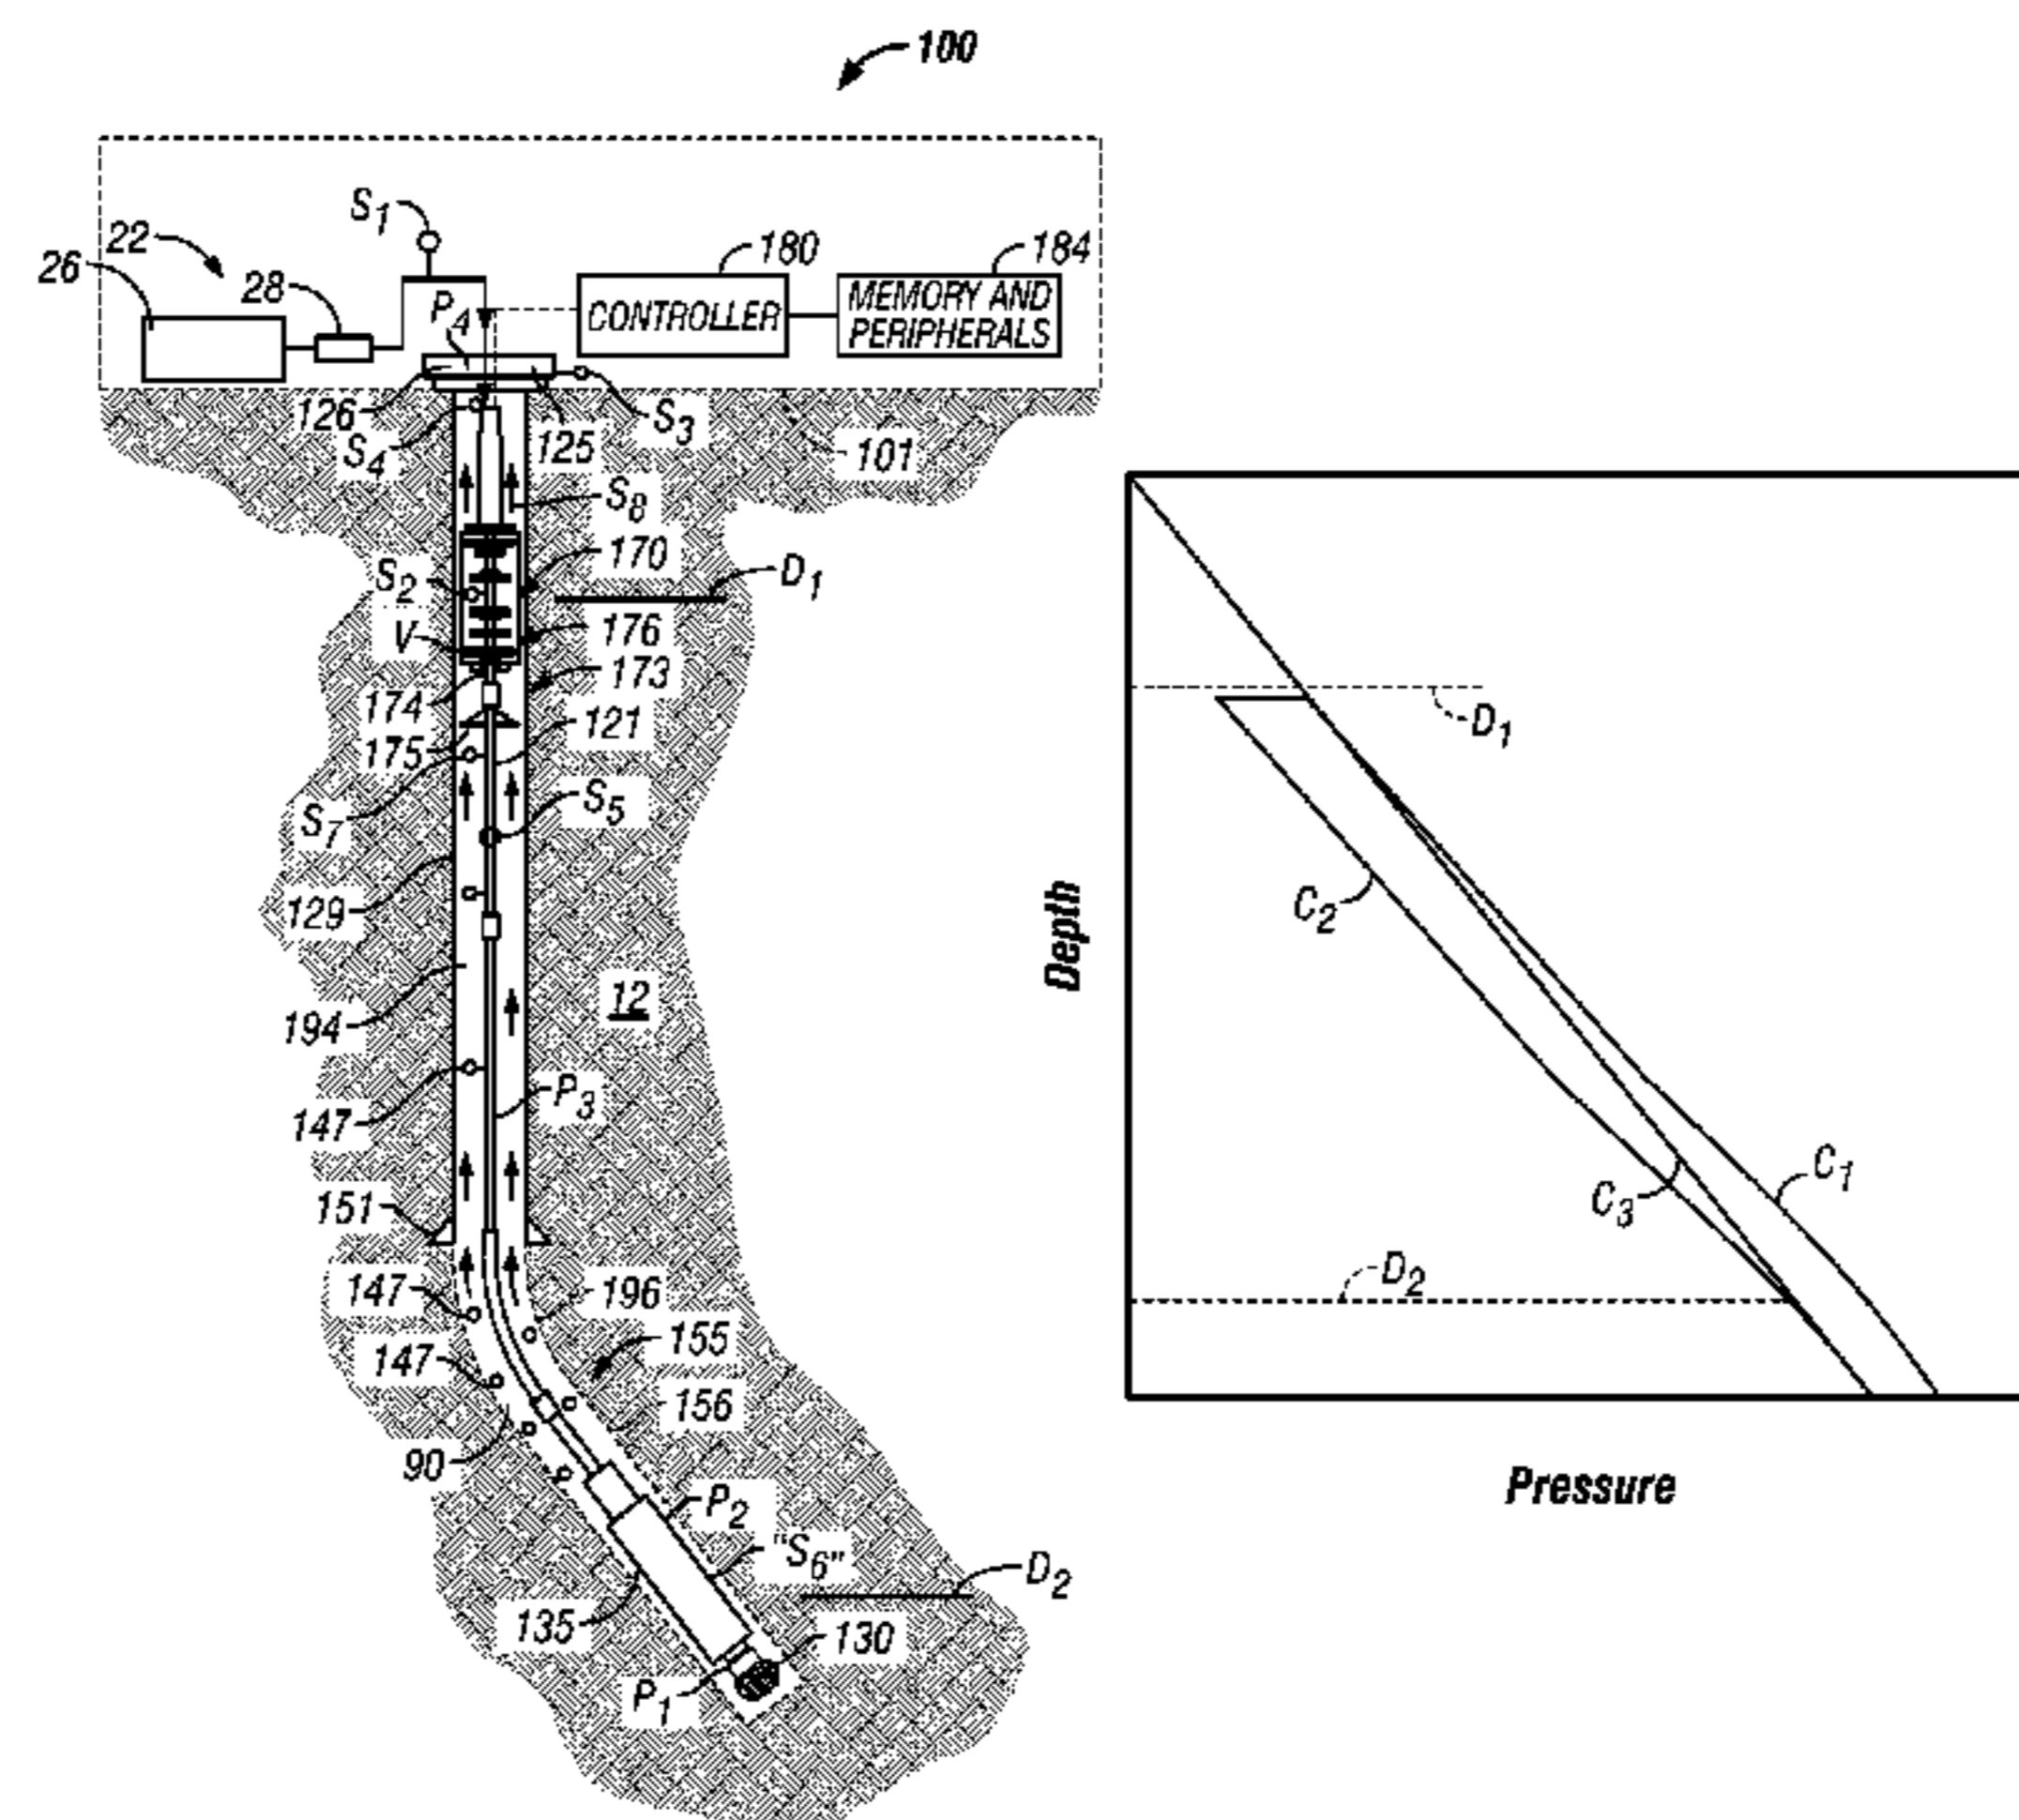 100
S1
22
26
28
P4
180
184
CONTROLLER
MEMORY AND
PERIPHERALS
126
S4
125
S3
101
S8
170
S2
D1
V
176
173
174
121
175
S7
S5
129
194
12
147
P3
151
147
196
147
155
156
90
P2
"S6"
D2
135
130
P1
D1
C2
Depth
C1
C3
D2
Pressure